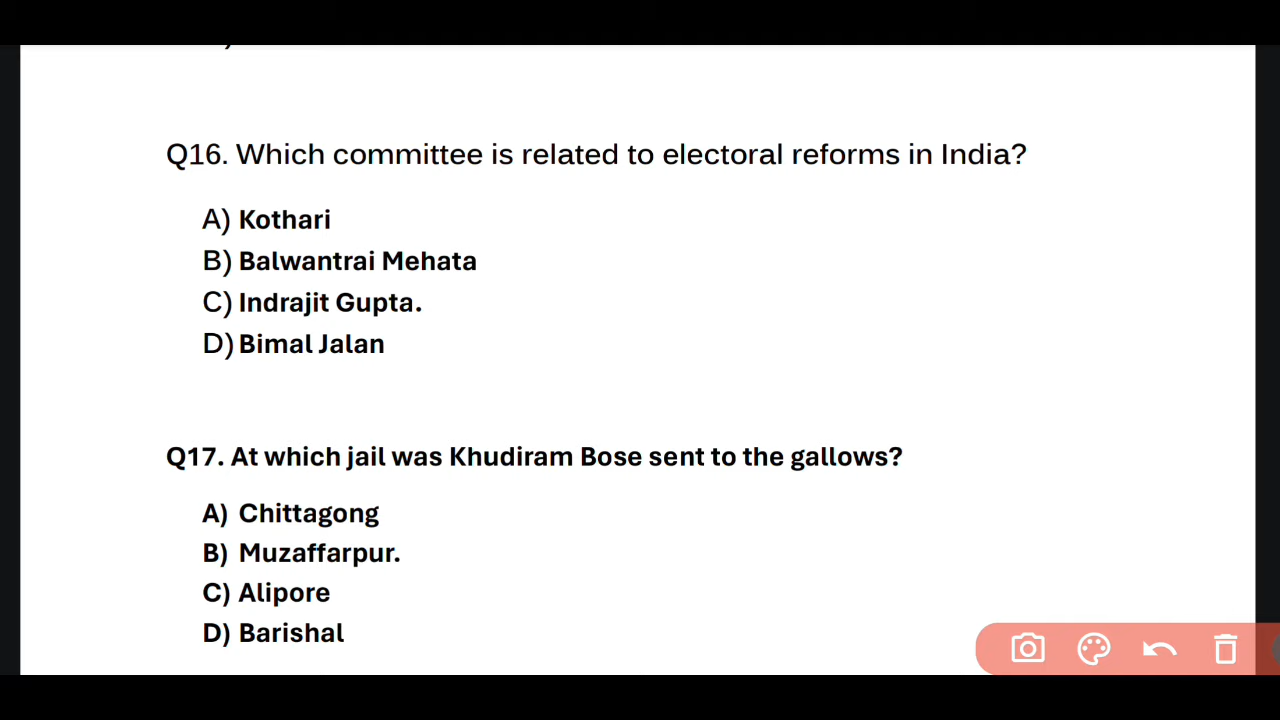 Q16. Which committee is related to electoral reforms in India?
A) Kothari
B) Balwantrai Mehata
C) Indrajit Gupta.
D) Bimal Jalan
Q17. At which jail was Khudiram Bose sent to the gallows?
A) Chittagong
B) Muzaffarpur.
C) Alipore
D) Barishal